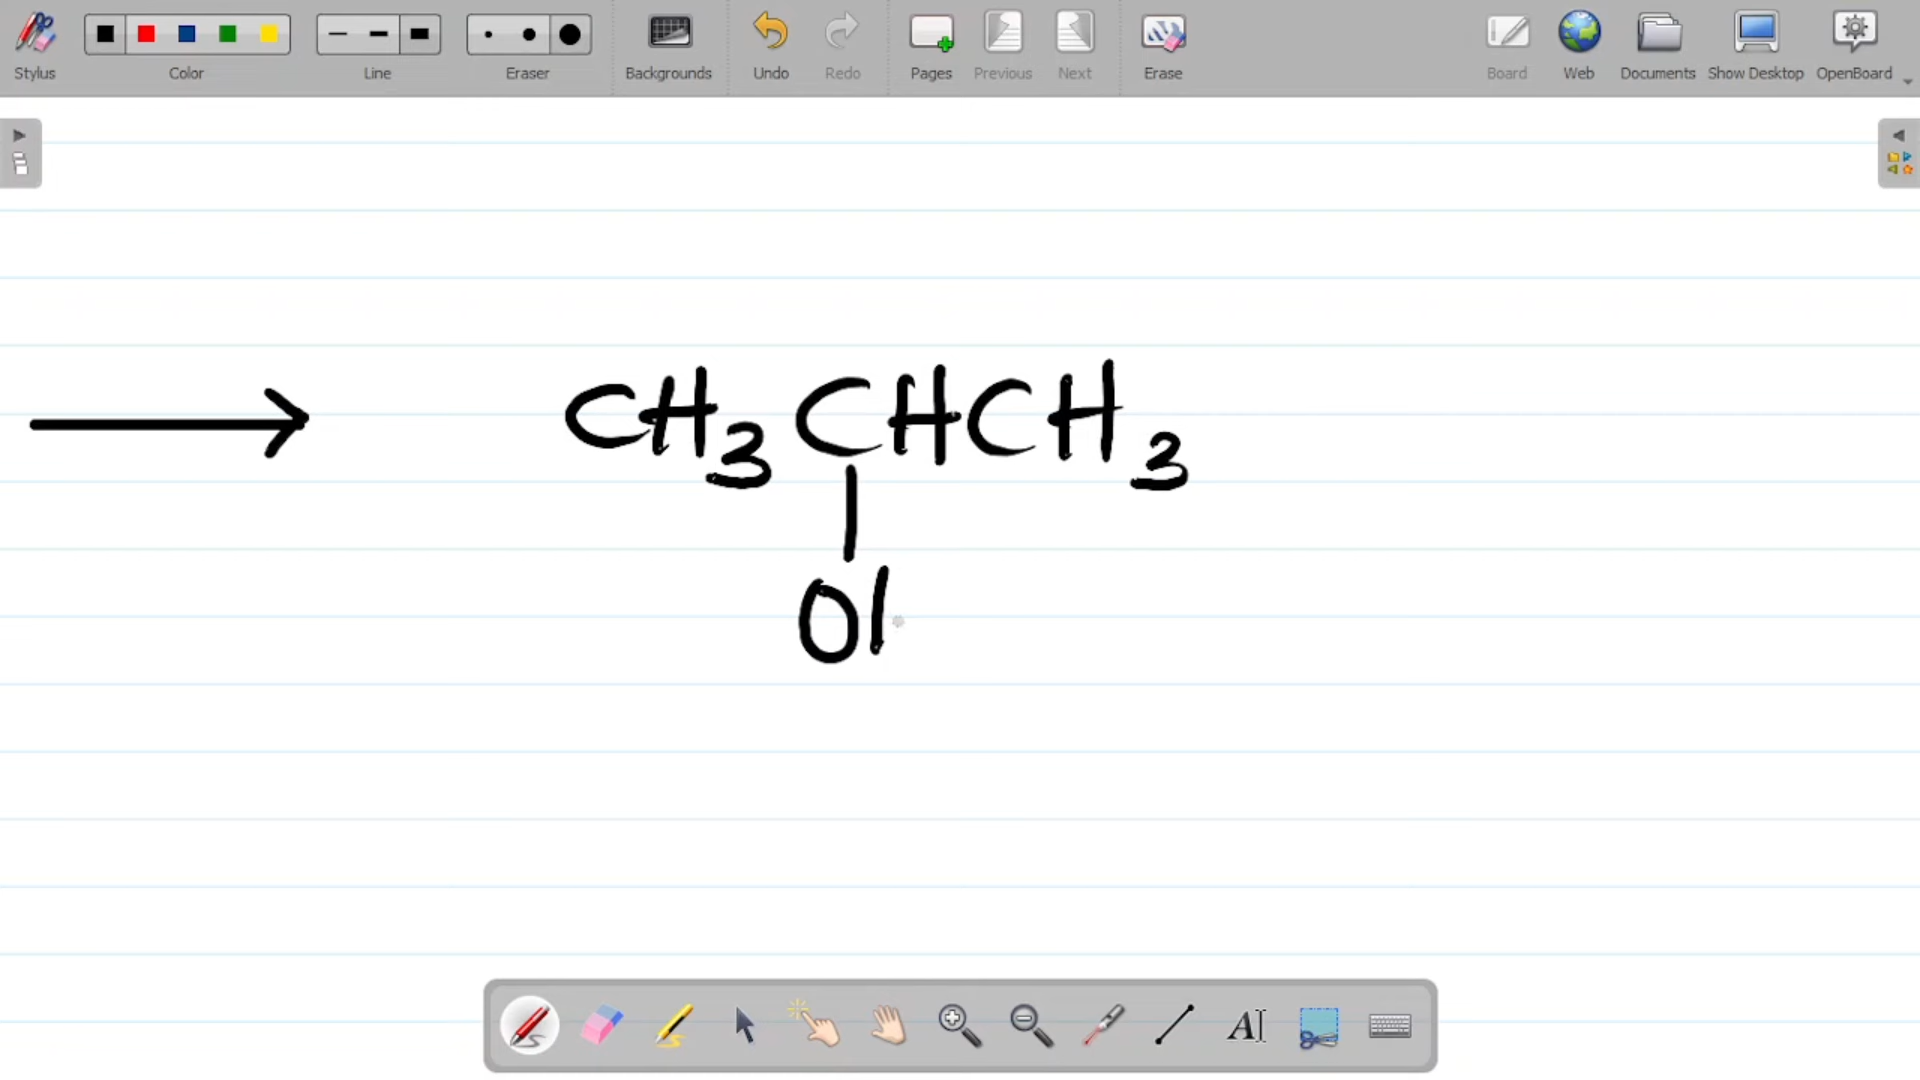 Stylus Color Line Eraser Backgrounds Undo Redo Pages Previous Next Erase Board Web Documents Show Desktop OpenBoard
→ CH₃CHCH₃
|
Ol